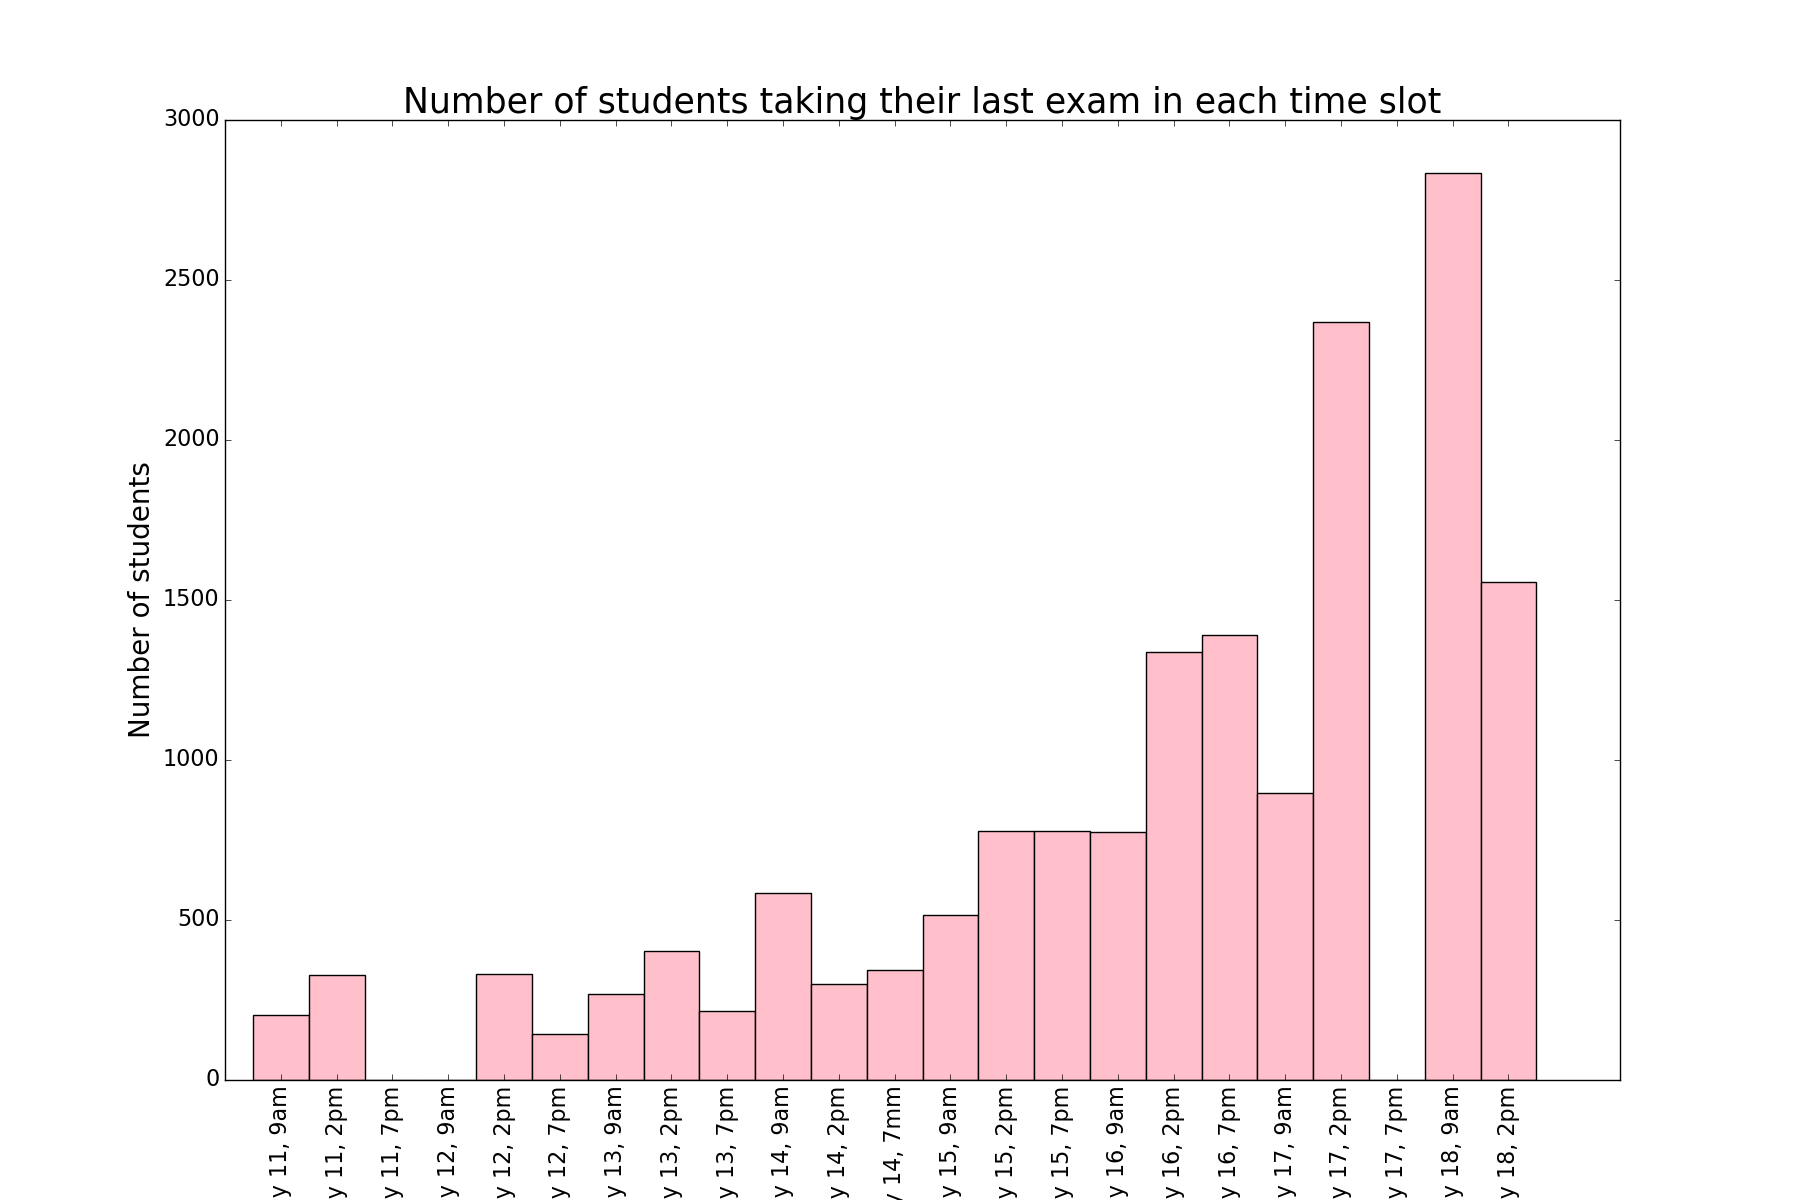 Number of students taking their last exam in each time slot
3000
2500
2000
1500
1000
500
0
Number of students
y 11, 9am
y 11, 2pm
y 11, 7pm
y 12, 9am
y 12, 2pm
y 12, 7pm
y 13, 9am
y 13, 2pm
y 13, 7pm
y 14, 9am
y 14, 2pm
y 14, 7mm
y 15, 9am
y 15, 2pm
y 15, 7pm
y 16, 9am
y 16, 2pm
y 16, 7pm
y 17, 9am
y 17, 2pm
y 17, 7pm
y 18, 9am
y 18, 2pm